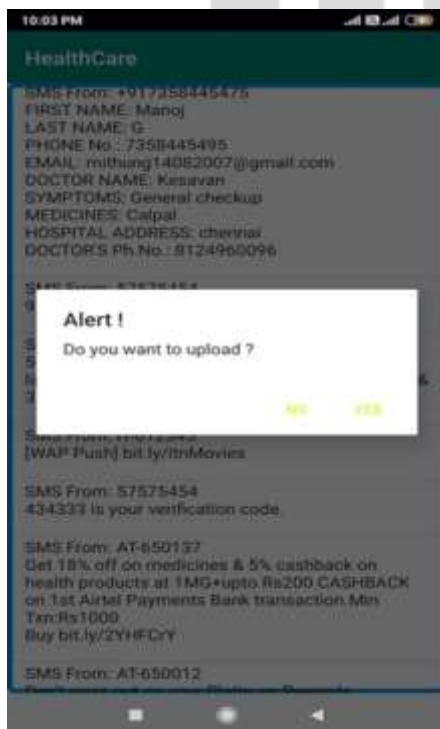 10:03 PM
HealthCare
SMS From: +917358445475
FIRST NAME: Manoj
LAST NAME: G
PHONE No.: 7358445495
EMAIL: mithung14082007@gmail.com
DOCTOR NAME: Kesavan
SYMPTOMS: General checkup
MEDICINES: Calpal
HOSPITAL ADDRESS: chennai
DOCTORS Ph.No.: 8124960096
SMS From: 57575454
Alert !
Do you want to upload ?
NO YES
[WAP Push] bit.ly/itnMovies
SMS From: 57575454
434333 is your verification code.
SMS From: AT-650137
Get 18% off on medicines & 5% cashback on
health products at 1MG+upto Rs200 CASHBACK
on 1st Airtel Payments Bank transaction.Min
Txn:Rs1000
Buy bit.ly/2YHFCrY
SMS From: AT-650012